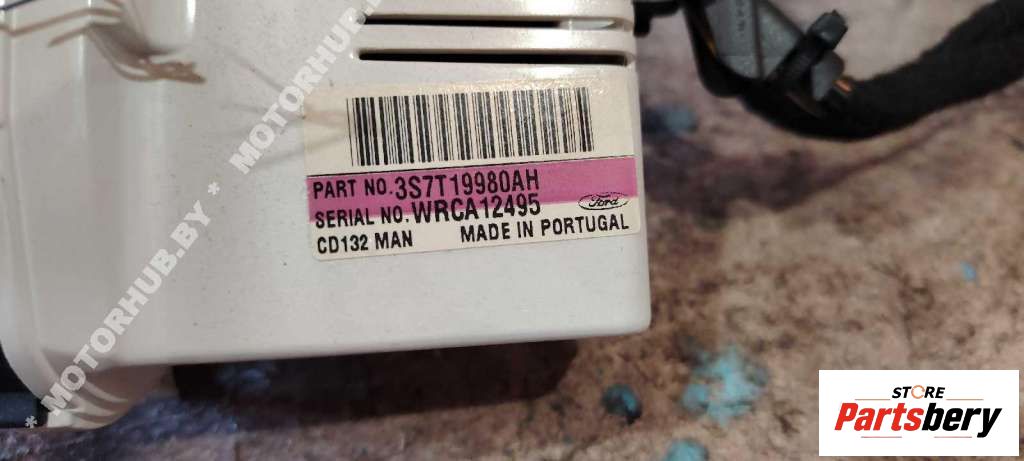 PART NO. 3S7T19980AH
SERIAL NO. WRCA12495
Ford
CD132 MAN MADE IN PORTUGAL
* MOTORHUB.BY * MOTORHUB.BY
STORE
Partsbery